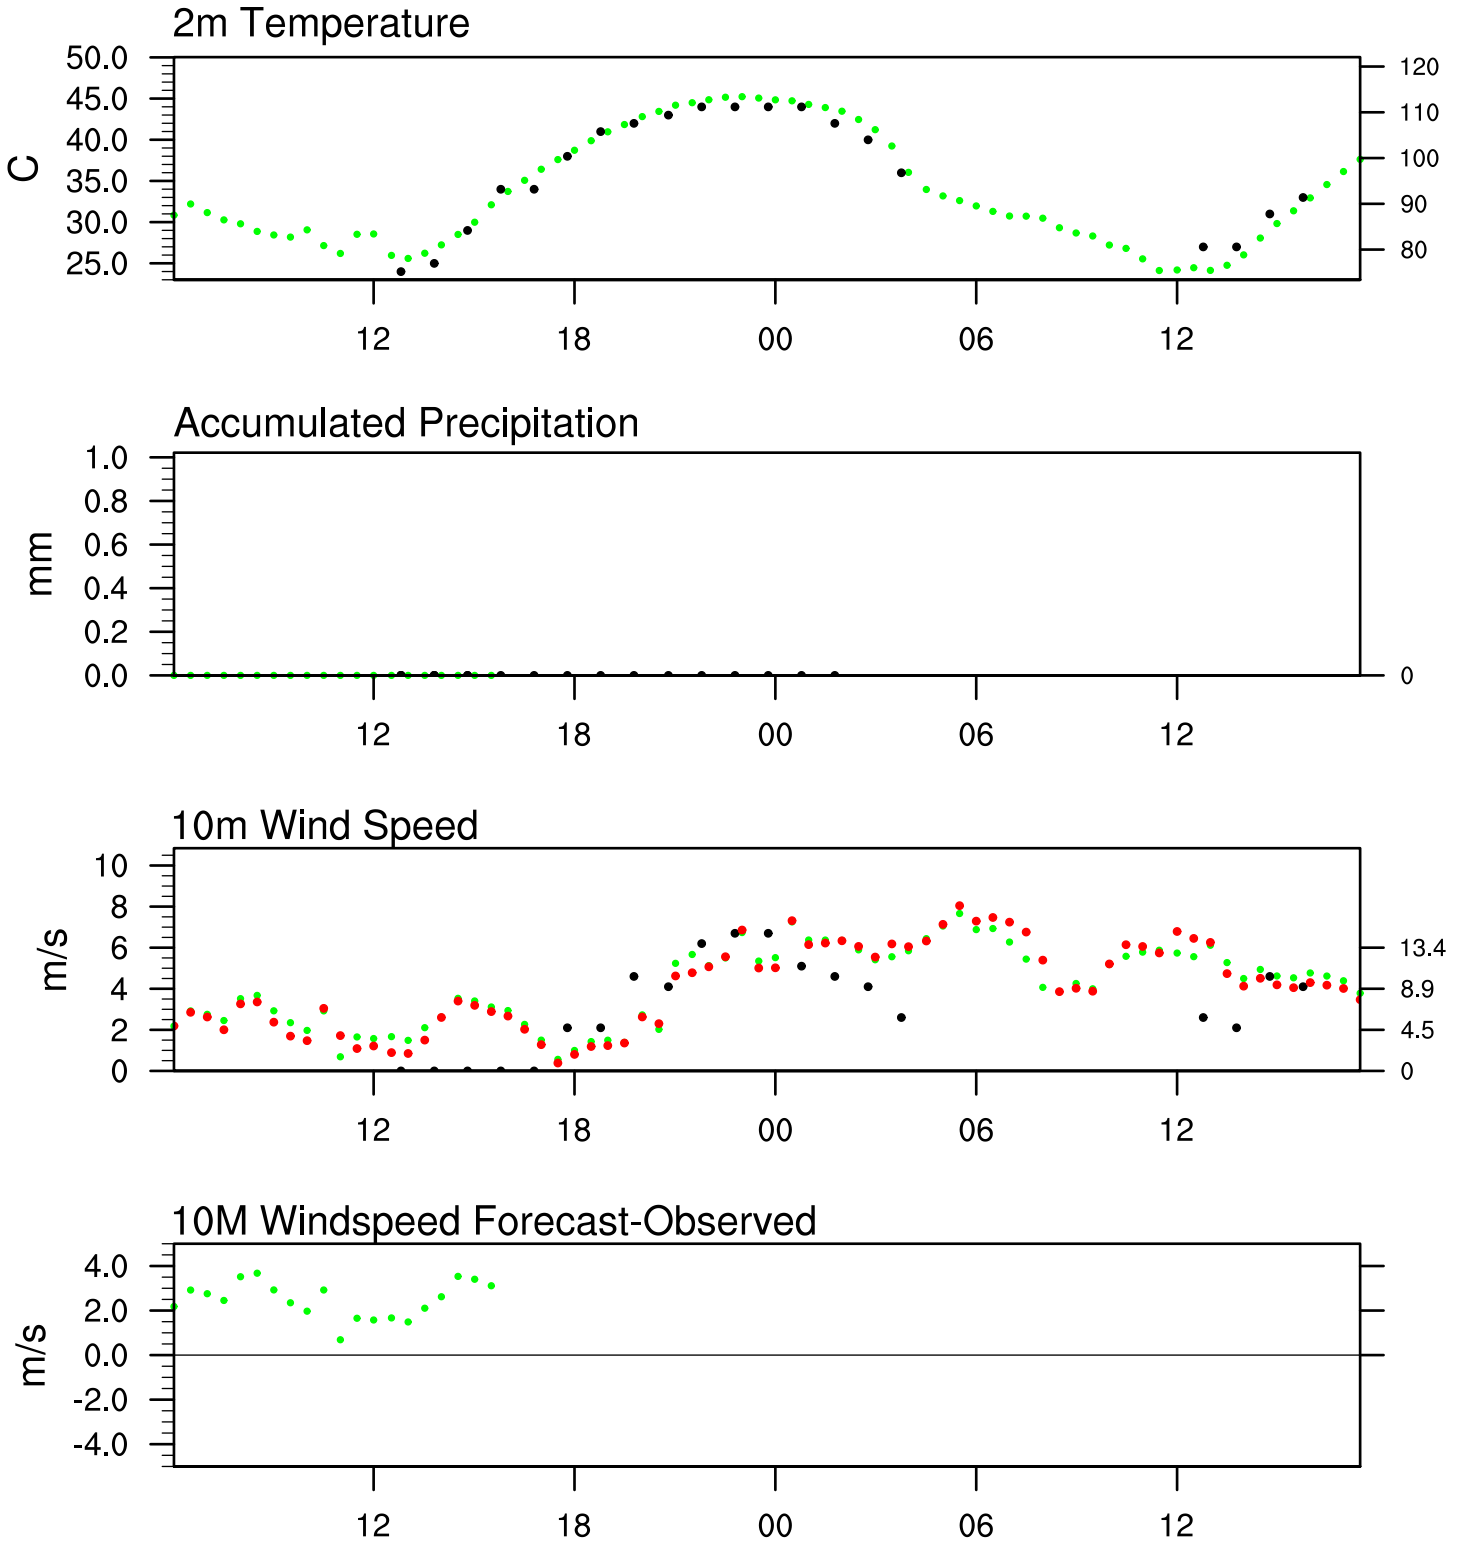 2m Temperature
50.0
45.0
40.0
35.0
30.0
25.0
C
120
110
100
90
80
12 18 00 06 12
Accumulated Precipitation
1.0
0.8
0.6
0.4
0.2
0.0
mm
0
12 18 00 06 12
10m Wind Speed
10
8
6
4
2
0
m/s
13.4
8.9
4.5
0
12 18 00 06 12
10M Windspeed Forecast-Observed
4.0
2.0
0.0
-2.0
-4.0
m/s
12 18 00 06 12